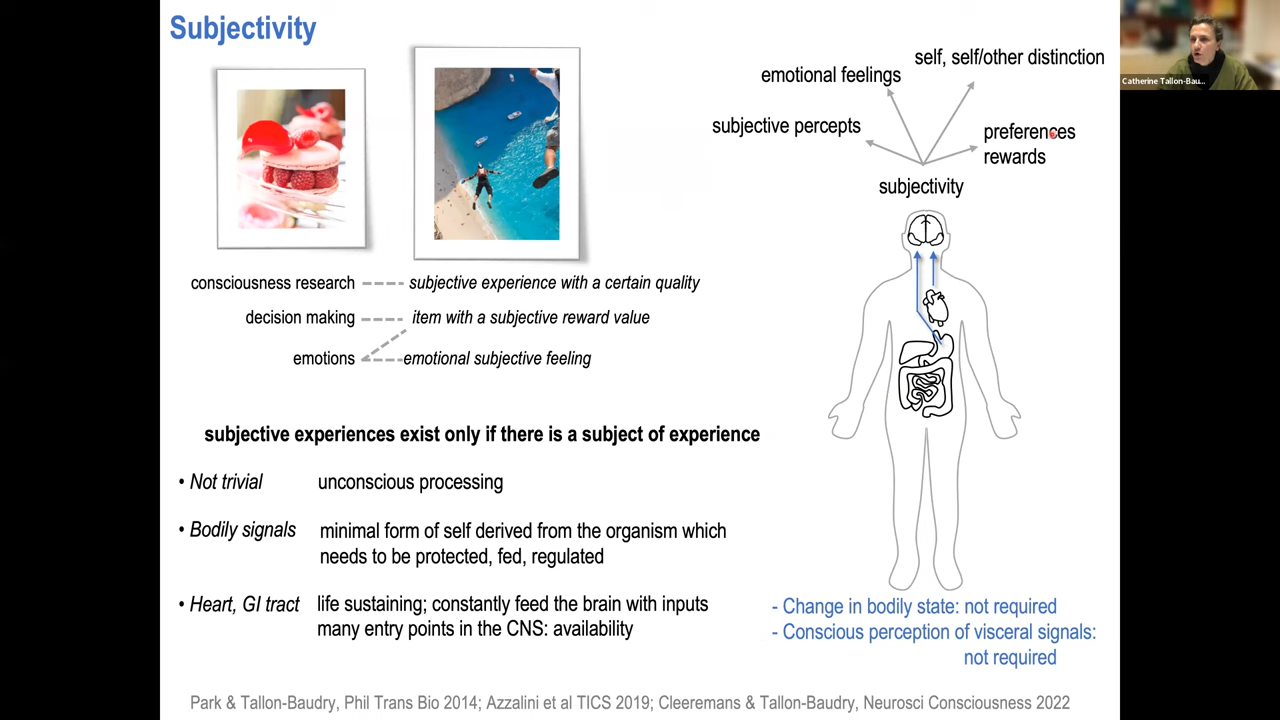 Subjectivity
consciousness research
subjective experience with a certain quality
decision making
item with a subjective reward value
emotions
emotional subjective feeling
subjective experiences exist only if there is a subject of experience
• Not trivial unconscious processing
• Bodily signals minimal form of self derived from the organism which
needs to be protected, fed, regulated
• Heart, GI tract life sustaining; constantly feed the brain with inputs
many entry points in the CNS: availability
self, self/other distinction
emotional feelings
subjective percepts
preferences
rewards
subjectivity
- Change in bodily state: not required
- Conscious perception of visceral signals:
not required
Park & Tallon-Baudry, Phil Trans Bio 2014; Azzalini et al TICS 2019; Cleeremans & Tallon-Baudry, Neurosci Consciousness 2022
Catherine Tallon-Bau...